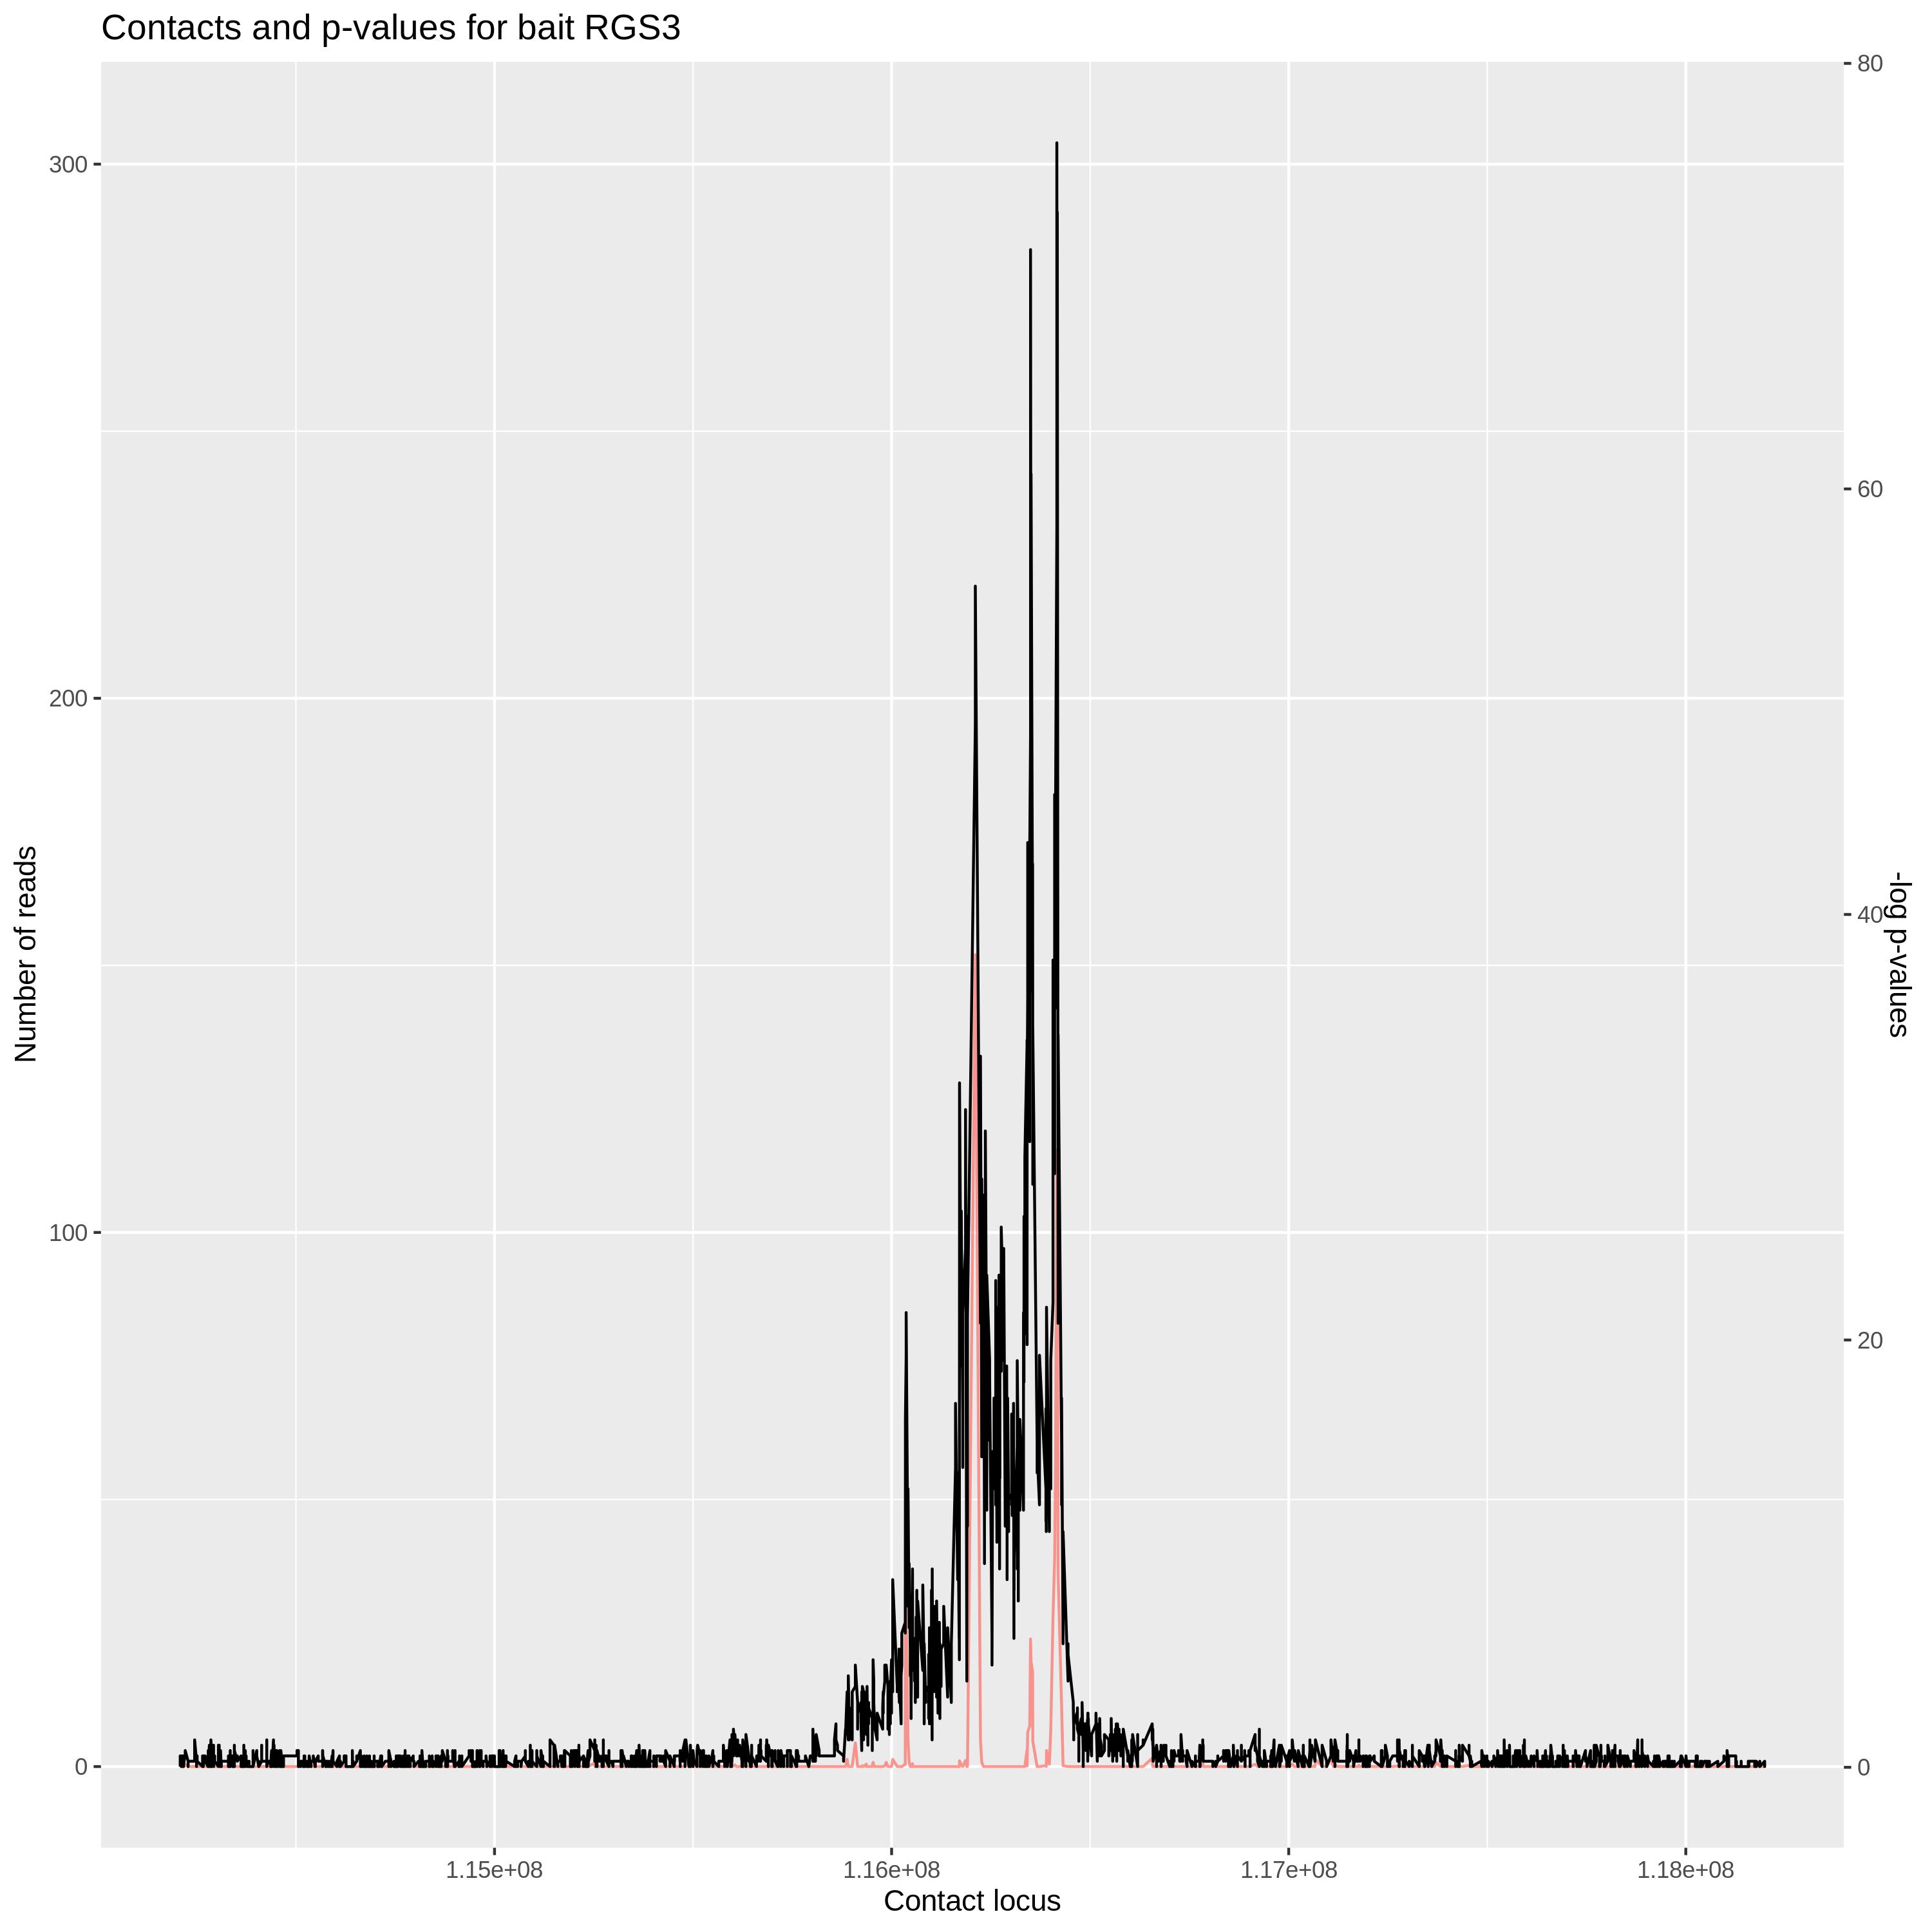 Contacts and p-values for bait RGS3
Number of reads
300
200
100
0
80
60
40
20
0
-log p-values
1.15e+08
1.16e+08
1.17e+08
1.18e+08
Contact locus